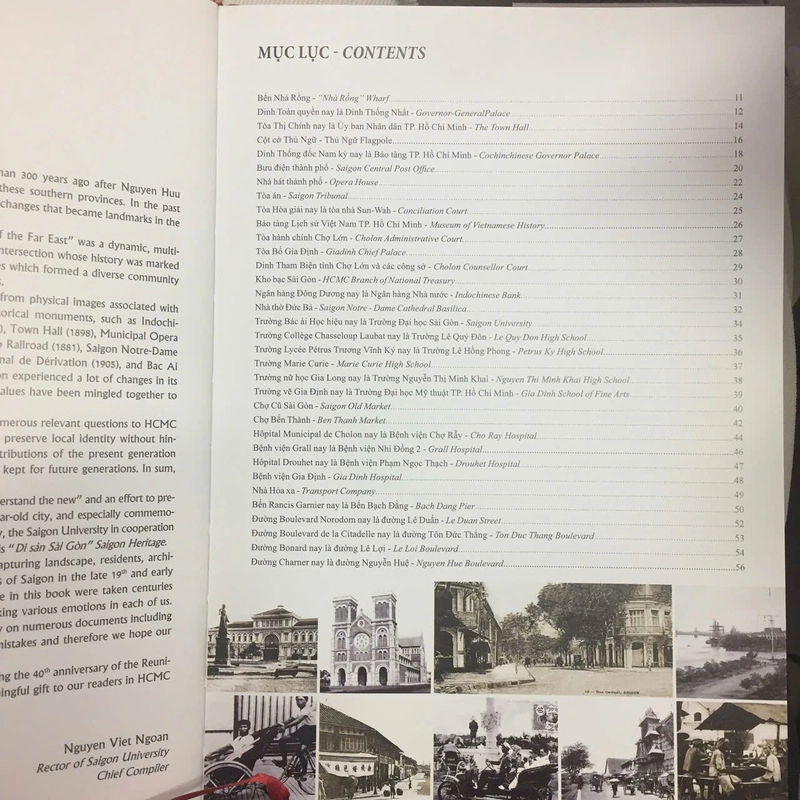 han 300 years ago after Nguyen Huu
these southern provinces. In the past
changes that became landmarks in the
f the Far East" was a dynamic, multi-
ntersection whose history was marked
es which formed a diverse community
from physical images associated with
torical monuments, such as Indochi-
), Town Hall (1898), Municipal Opera
o Railroad (1881), Saigon Notre-Dame
nal de Dérivation (1905), and Bac Ai
on experienced a lot of changes in its
alues have been mingled together to
umerous relevant questions to HCMC
preserve local identity without hin-
tributions of the present generation
kept for future generations. In sum,
erstand the new" and an effort to pre-
ar-old city, and especially commemo-
y, the Saigon University in cooperation
is "Di sản Sài Gòn" Saigon Heritage.
apturing landscape, residents, archi-
s of Saigon in the late 19th and early
e in this book were taken centuries
king various emotions in each of us.
y on numerous documents including
mistakes and therefore we hope our
ing the 40th anniversary of the Reuni-
ningful gift to our readers in HCMC
Nguyen Viet Ngoan
Rector of Saigon University
Chief Compiler
MỤC LỤC - CONTENTS
Bến Nhà Rồng - "Nhà Rồng" Wharf 11
Dinh Toàn quyền nay là Dinh Thống Nhất - Governor-GeneralPalace 12
Tòa Thị Chính nay là Ủy ban Nhân dân TP. Hồ Chí Minh - The Town Hall 14
Cột cờ Thủ Ngữ - Thủ Ngữ Flagpole 16
Dinh Thống đốc Nam kỳ nay là Bảo tàng TP. Hồ Chí Minh - Cochinchinese Governor Palace 18
Bưu điện thành phố - Saigon Central Post Office 20
Nhà hát thành phố - Opera House 22
Tòa án - Saigon Tribunal 24
Tòa Hòa giải nay là tòa nhà Sun-Wah - Conciliation Court 25
Bảo tàng Lịch sử Việt Nam TP. Hồ Chí Minh - Museum of Vietnamese History 26
Tòa hành chính Chợ Lớn - Cholon Administrative Court 27
Tòa Bố Gia Định - Giadinh Chief Palace 28
Dinh Tham Biện tỉnh Chợ Lớn và các công sở - Cholon Counsellor Court 29
Kho bạc Sài Gòn - HCMC Branch of National Treasury 30
Ngân hàng Đông Dương nay là Ngân hàng Nhà nước - Indochinese Bank 31
Nhà thờ Đức Bà - Saigon Notre - Dame Cathedral Basilica 32
Trường Bác ái Học hiệu nay là Trường Đại học Sài Gòn - Saigon University 34
Trường Collège Chasseloup Laubat nay là Trường Lê Quý Đôn - Le Quy Don High School 35
Trường Lycée Pétrus Trương Vĩnh Ký nay là Trường Lê Hồng Phong - Petrus Ky High School 36
Trường Marie Curie - Marie Curie High School 37
Trường nữ học Gia Long nay là Trường Nguyễn Thị Minh Khai - Nguyen Thi Minh Khai High School 38
Trường vẽ Gia Định nay là Trường Đại học Mỹ thuật TP. Hồ Chí Minh - Gia Dinh School of Fine Arts 39
Chợ Cũ Sài Gòn - Saigon Old Market 40
Chợ Bến Thành - Ben Thanh Market 42
Hôpital Municipal de Cholon nay là Bệnh viện Chợ Rẫy - Cho Ray Hospital 44
Bệnh viện Grall nay là Bệnh viện Nhi Đồng 2 - Grall Hospital 46
Hôpital Drouhet nay là Bệnh viện Phạm Ngọc Thạch - Drouhet Hospital 47
Bệnh viện Gia Định - Gia Dinh Hospital 48
Nhà Hỏa xa - Transport Company 49
Bến Rancis Garnier nay là Bến Bạch Đằng - Bach Dang Pier 50
Đường Boulevard Norodom nay là đường Lê Duẩn - Le Duan Street 52
Đường Boulevard de la Citadelle nay là đường Tôn Đức Thắng - Ton Duc Thang Boulevard 53
Đường Bonard nay là đường Lê Lợi - Le Loi Boulevard 54
Đường Charner nay là đường Nguyễn Huệ - Nguyen Hue Boulevard 56